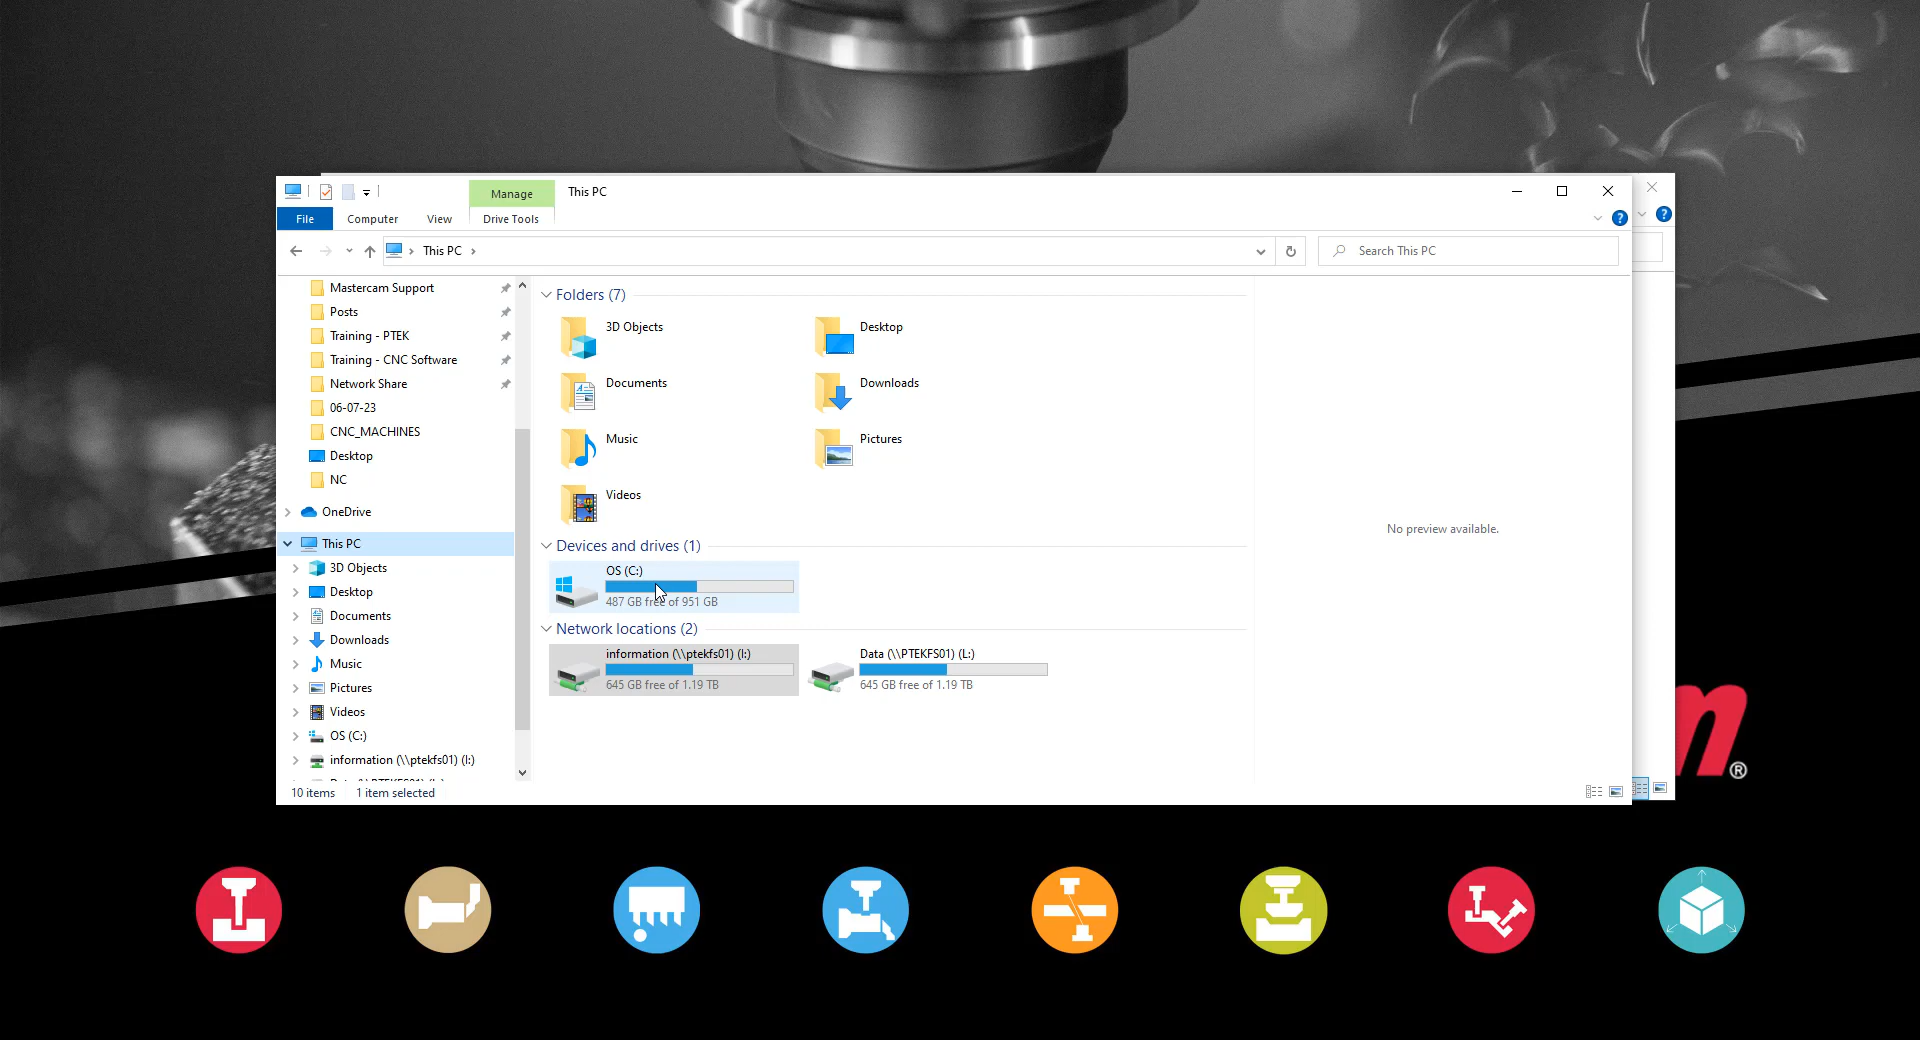 Manage
This PC
File
Computer
View
Drive Tools
This PC
Search This PC
Mastercam Support
Posts
Training - PTEK
Training - CNC Software
Network Share
06-07-23
CNC_MACHINES
Desktop
NC
OneDrive
This PC
3D Objects
Desktop
Documents
Downloads
Music
Pictures
Videos
OS (C:)
information (\\ptekfs01) (I:)
Folders (7)
3D Objects
Desktop
Documents
Downloads
Music
Pictures
Videos
Devices and drives (1)
OS (C:)
487 GB free of 951 GB
Network locations (2)
information (\\ptekfs01) (I:)
645 GB free of 1.19 TB
Data (\\PTEKFS01) (L:)
645 GB free of 1.19 TB
No preview available.
10 items
1 item selected
®